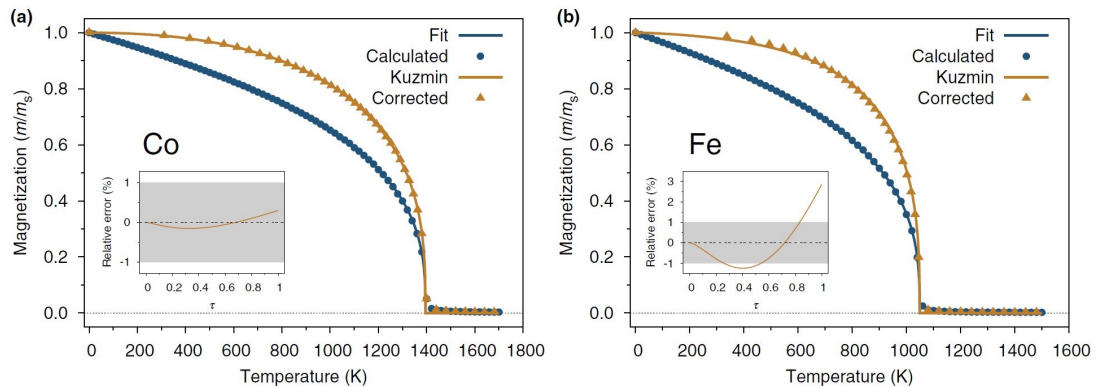 (a)
Magnetization (m/mₛ)
1.0
0.8
0.6
0.4
0.2
0.0
Fit
Calculated
Kuzmin
Corrected
Co
Relative error (%)
1
0
-1
0 0.2 0.4 0.6 0.8 1
τ
0 200 400 600 800 1000 1200 1400 1600 1800
Temperature (K)
(b)
Magnetization (m/mₛ)
1.0
0.8
0.6
0.4
0.2
0.0
Fit
Calculated
Kuzmin
Corrected
Fe
Relative error (%)
3
2
1
0
-1
0 0.2 0.4 0.6 0.8 1
τ
0 200 400 600 800 1000 1200 1400 1600
Temperature (K)